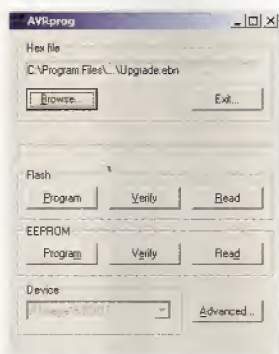 AVRprog
Hex file
C:\Program Files\...\Upgrade.ebn
Browse... Exit...
Flash
Program Verify Read
EEPROM
Program Verify Read
Device
Advanced...